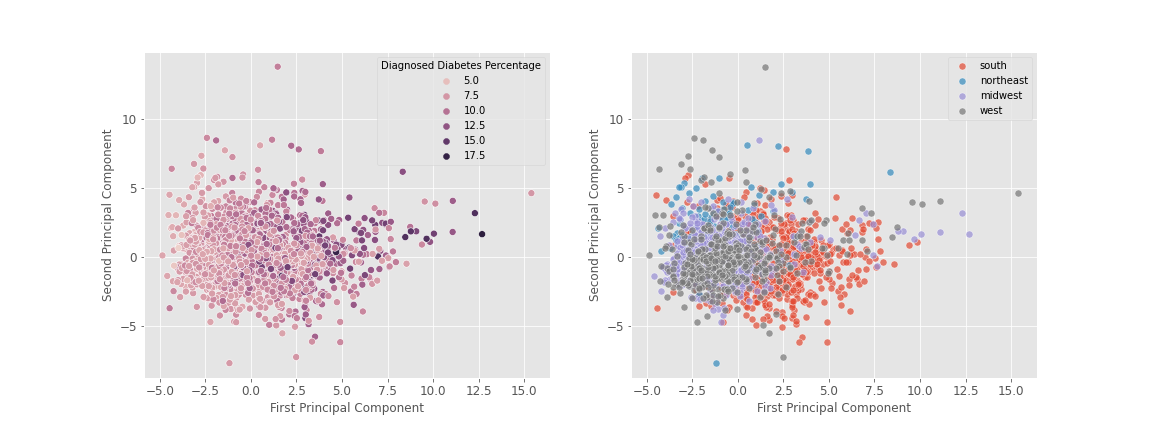 Diagnosed Diabetes Percentage
5.0
7.5
10.0
12.5
15.0
17.5
10
5
0
−5
−5.0 −2.5 0.0 2.5 5.0 7.5 10.0 12.5 15.0
First Principal Component
Second Principal Component
south
northeast
midwest
west
10
5
0
−5
−5.0 −2.5 0.0 2.5 5.0 7.5 10.0 12.5 15.0
First Principal Component
Second Principal Component